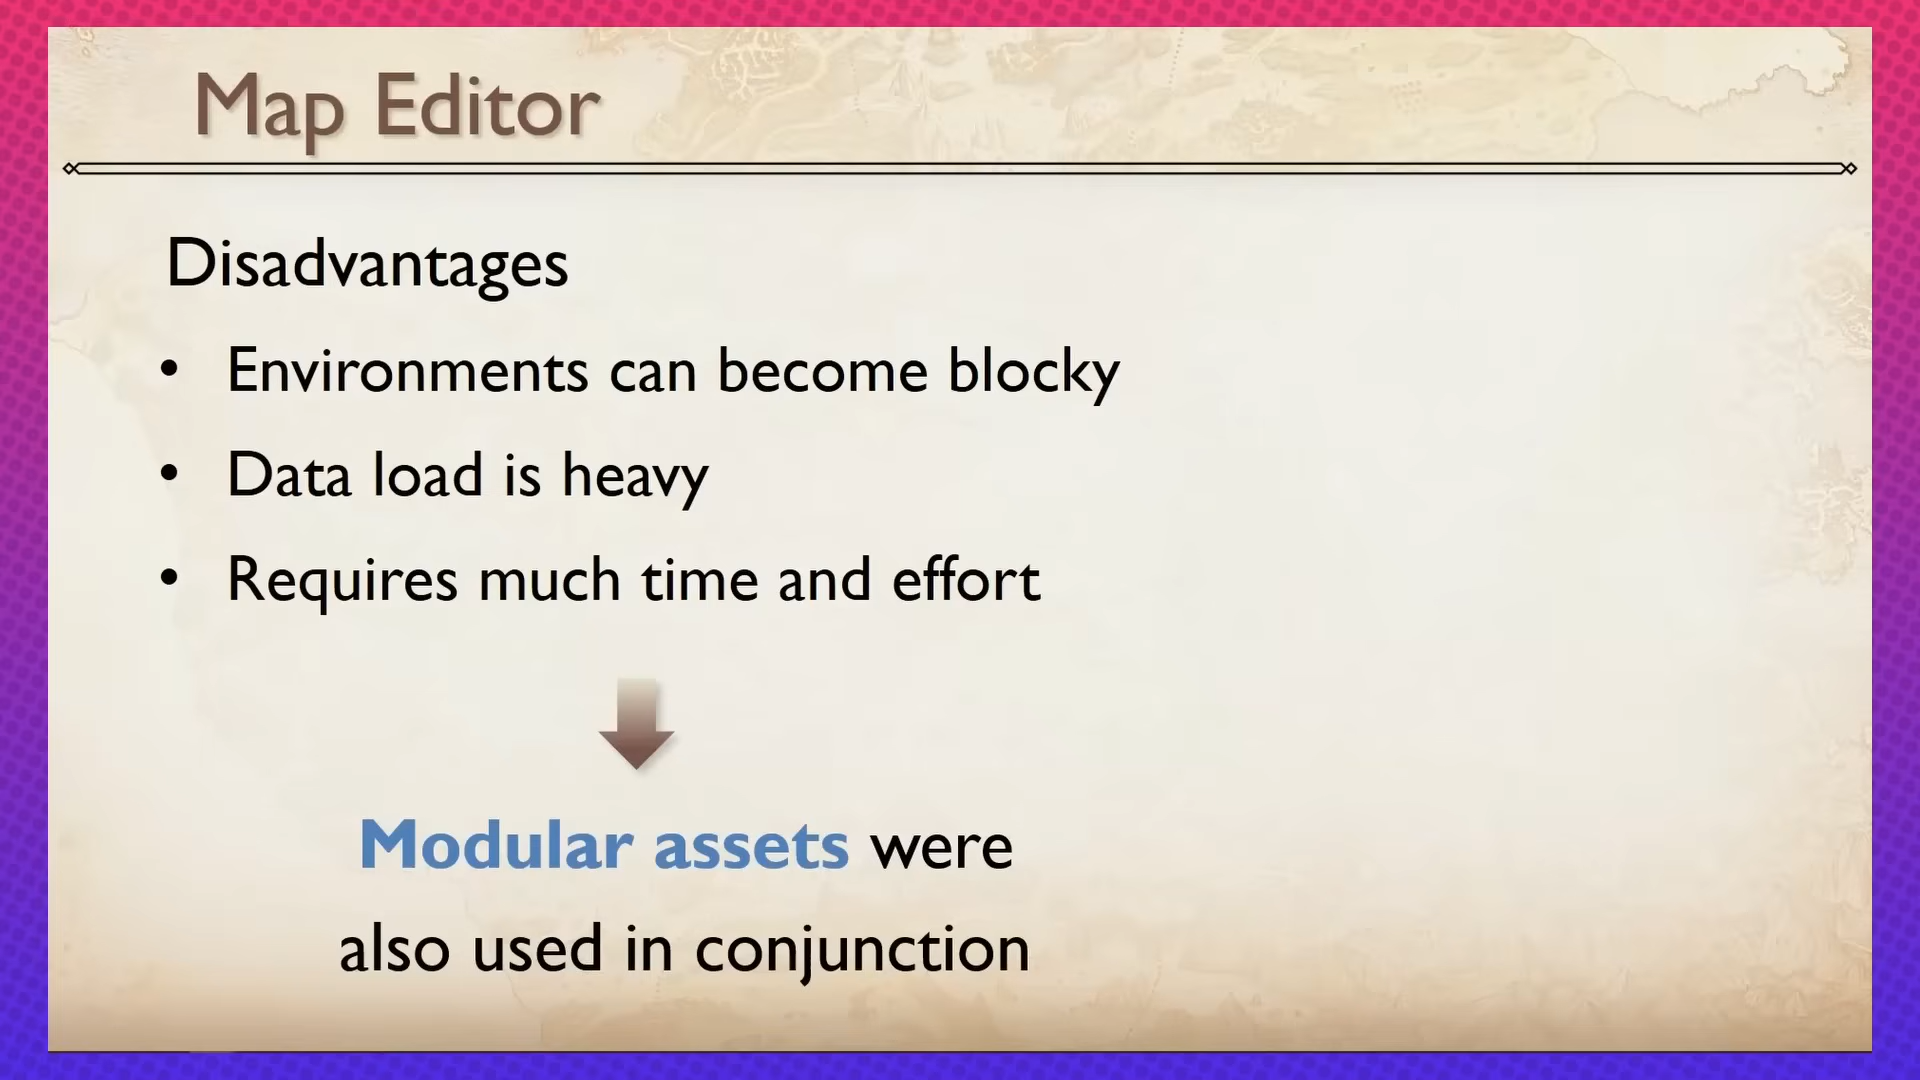 Map Editor
Disadvantages
• Environments can become blocky
• Data load is heavy
• Requires much time and effort
Modular assets were
also used in conjunction